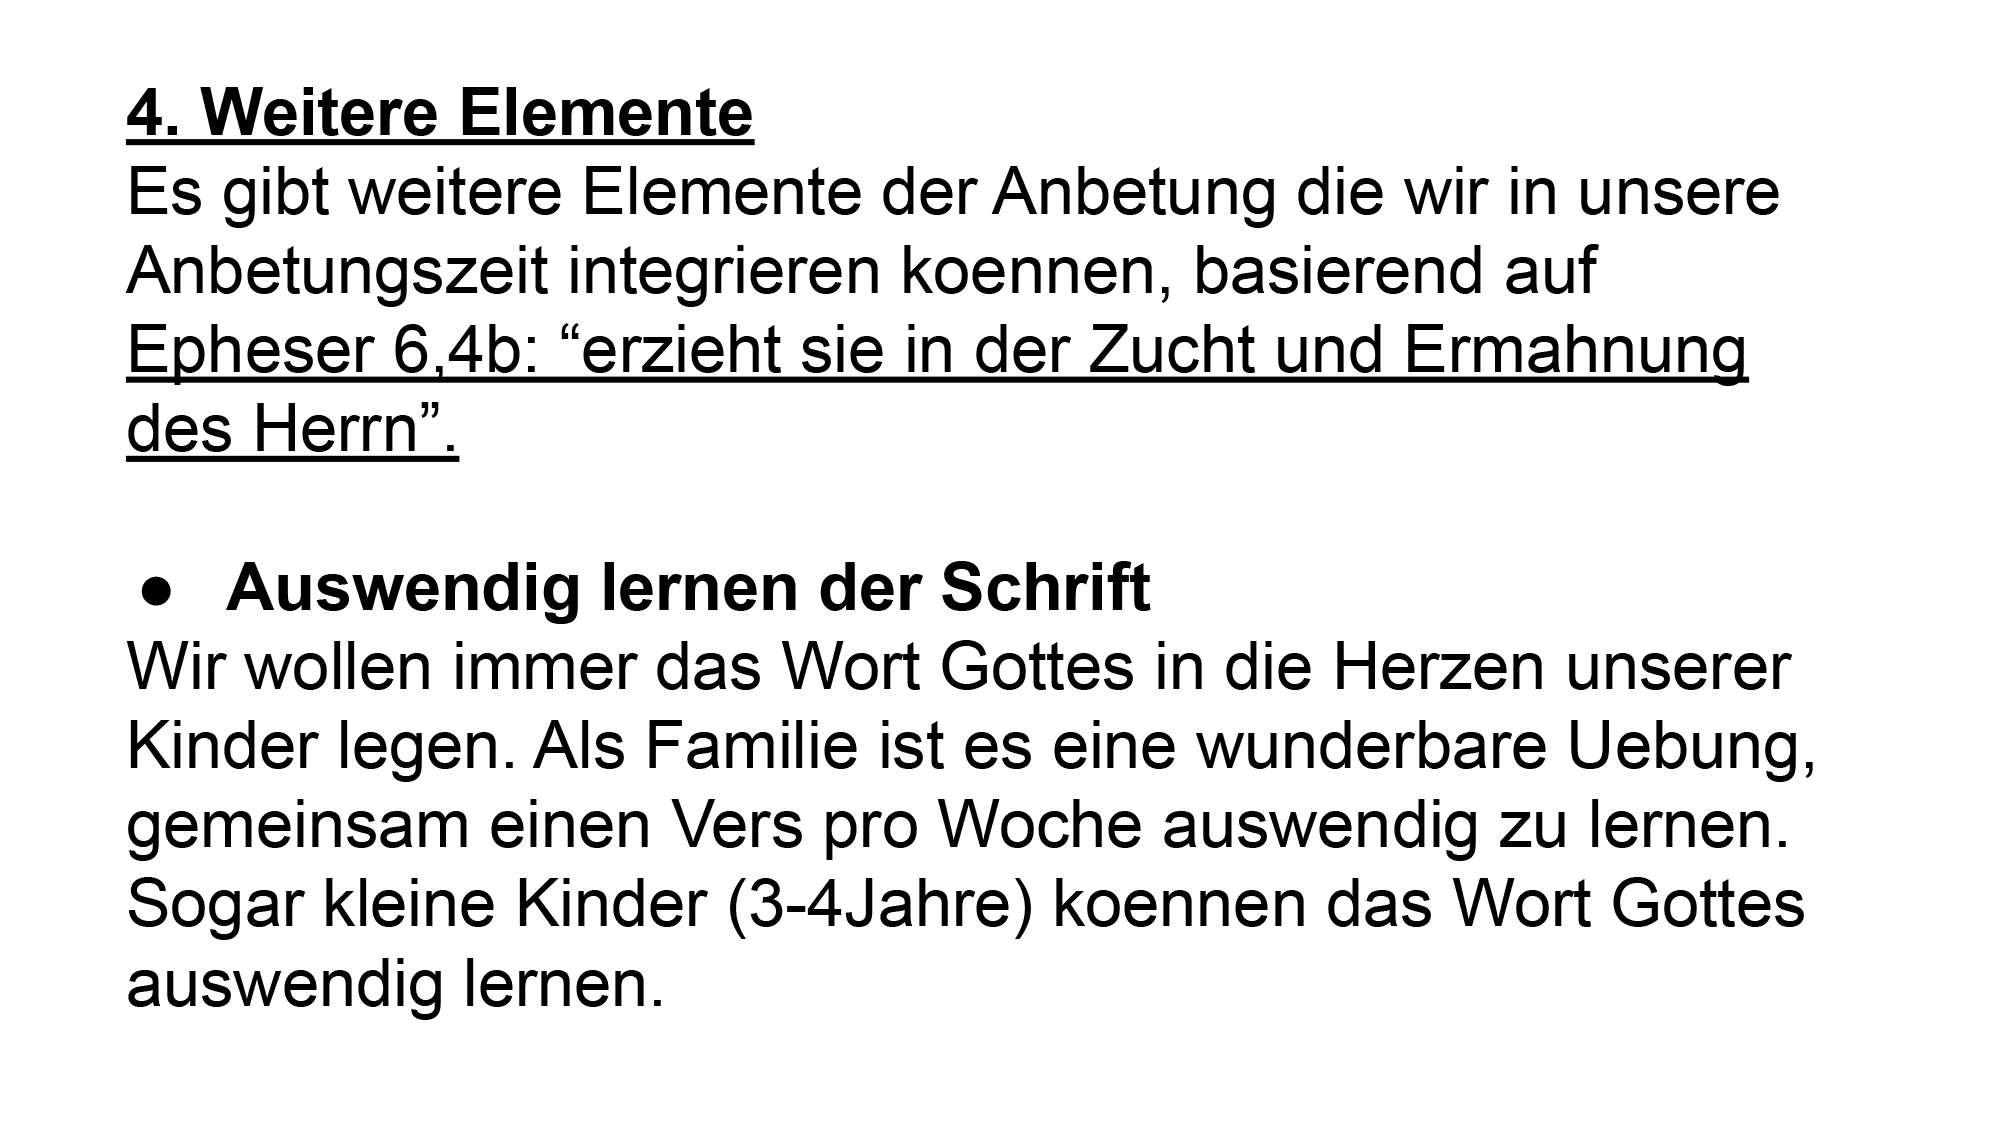 4. Weitere Elemente
Es gibt weitere Elemente der Anbetung die wir in unsere
Anbetungszeit integrieren koennen, basierend auf
Epheser 6,4b: “erzieht sie in der Zucht und Ermahnung
des Herrn”.
● Auswendig lernen der Schrift
Wir wollen immer das Wort Gottes in die Herzen unserer
Kinder legen. Als Familie ist es eine wunderbare Uebung,
gemeinsam einen Vers pro Woche auswendig zu lernen.
Sogar kleine Kinder (3-4Jahre) koennen das Wort Gottes
auswendig lernen.